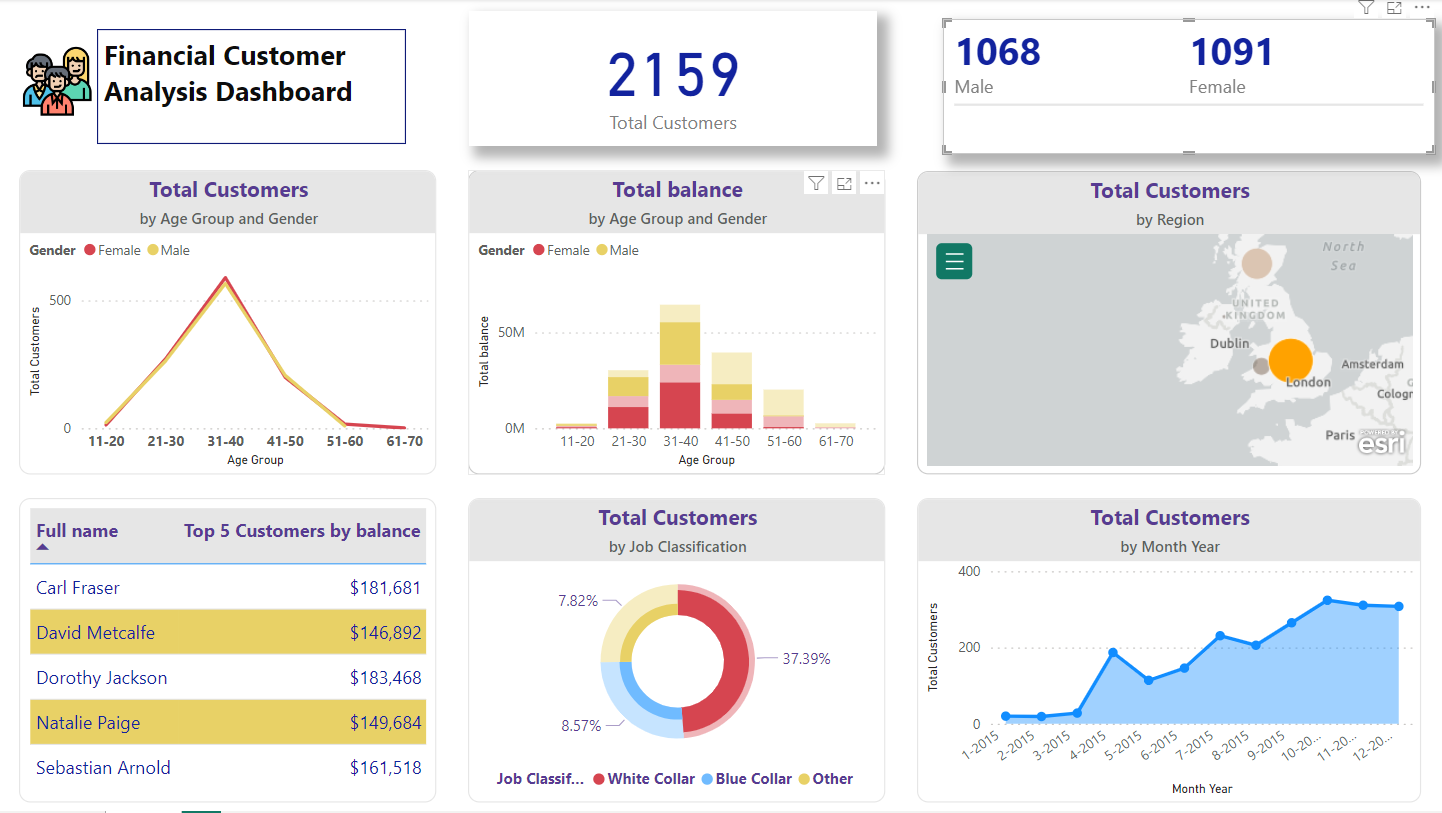 Financial Customer
Analysis Dashboard
2159
Total Customers
1068
Male
1091
Female
Total Customers
by Age Group and Gender
Gender Female Male
Total Customers
500
0
11-20 21-30 31-40 41-50 51-60 61-70
Age Group
Total balance
by Age Group and Gender
Gender Female Male
Total balance
50M
0M
11-20 21-30 31-40 41-50 51-60 61-70
Age Group
Total Customers
by Region
North
Sea
UNITED
KINGDOM
Dublin
Amsterdam
London
Cologn
Paris
POWERED BY
esri
Full name Top 5 Customers by balance
Carl Fraser $181,681
David Metcalfe $146,892
Dorothy Jackson $183,468
Natalie Paige $149,684
Sebastian Arnold $161,518
Total Customers
by Job Classification
7.82%
37.39%
8.57%
Job Classif... White Collar Blue Collar Other
Total Customers
by Month Year
Total Customers
400
200
0
1-2015 2-2015 3-2015 4-2015 5-2015 6-2015 7-2015 8-2015 9-2015 10-20... 11-20... 12-20...
Month Year